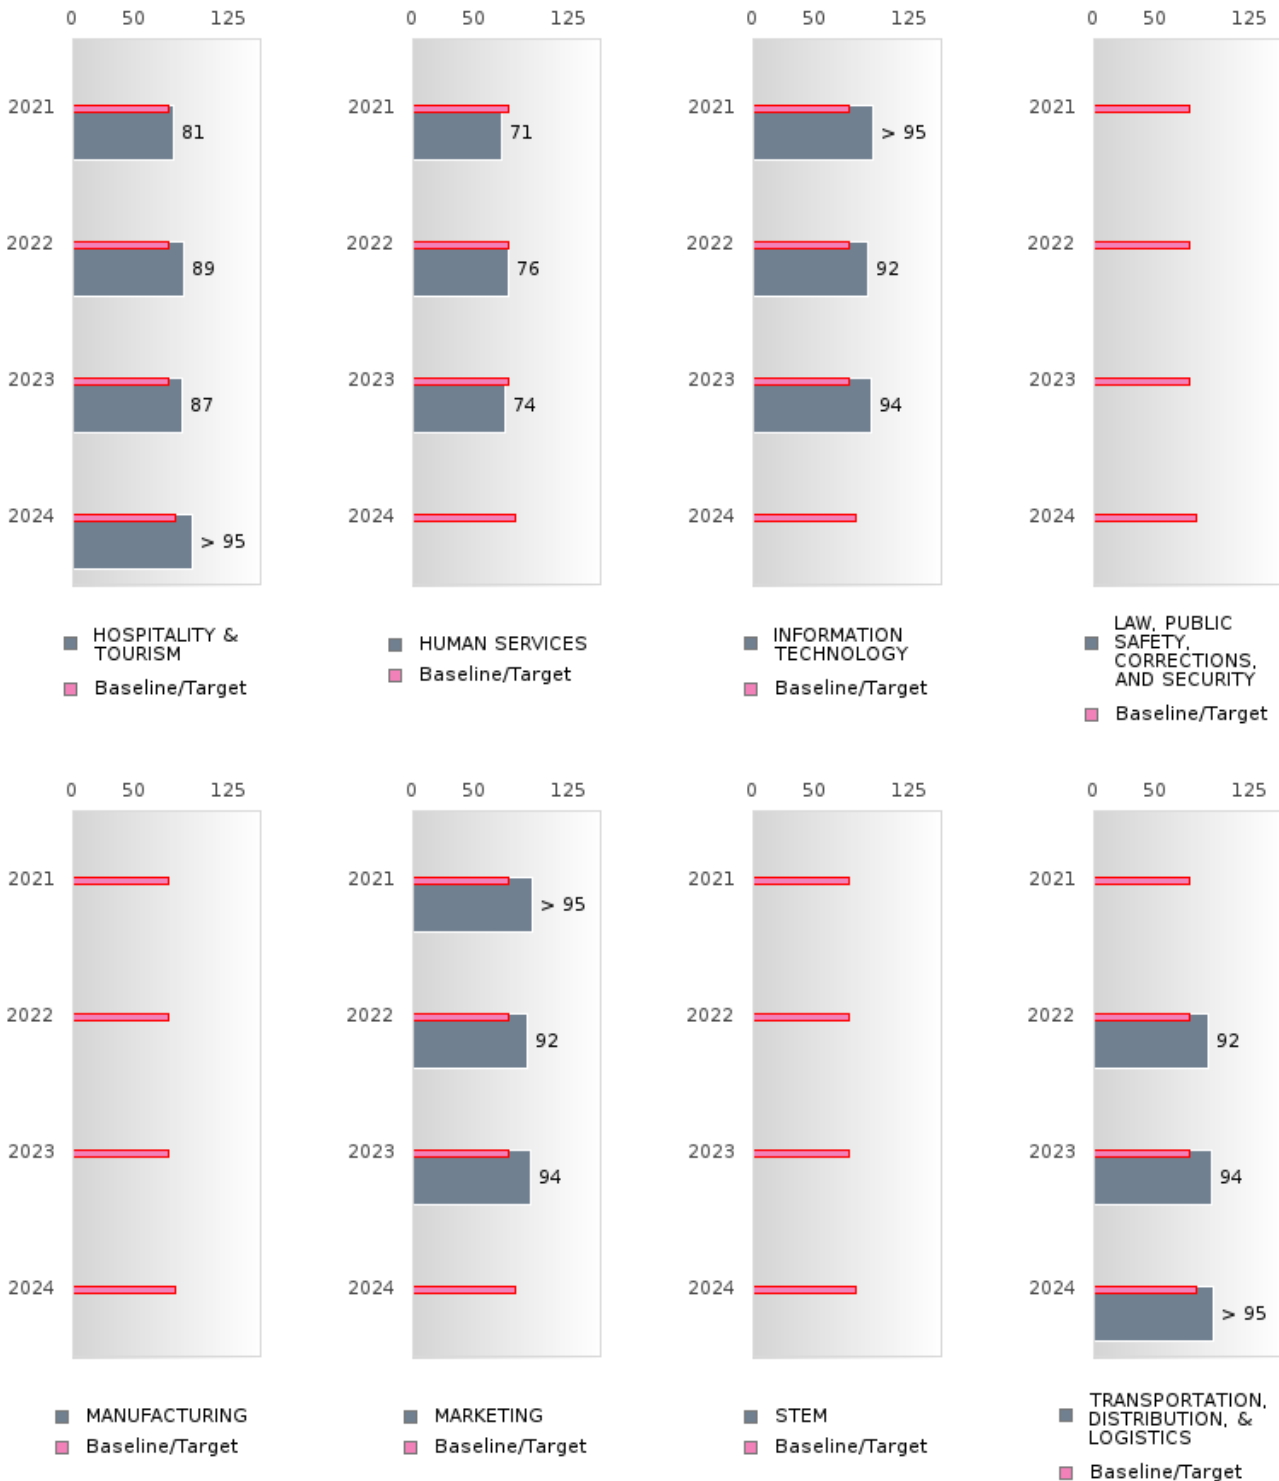 0 50 125
2021
81
2022
89
2023
87
2024
> 95
HOSPITALITY &
TOURISM
Baseline/Target
0 50 125
2021
71
2022
76
2023
74
2024
HUMAN SERVICES
Baseline/Target
0 50 125
2021
> 95
2022
92
2023
94
2024
INFORMATION
TECHNOLOGY
Baseline/Target
0 50 125
2021
2022
2023
2024
LAW, PUBLIC
SAFETY,
CORRECTIONS,
AND SECURITY
Baseline/Target
0 50 125
2021
2022
2023
2024
MANUFACTURING
Baseline/Target
0 50 125
2021
> 95
2022
92
2023
94
2024
MARKETING
Baseline/Target
0 50 125
2021
2022
2023
2024
STEM
Baseline/Target
0 50 125
2021
2022
92
2023
94
2024
> 95
TRANSPORTATION,
DISTRIBUTION, &
LOGISTICS
Baseline/Target